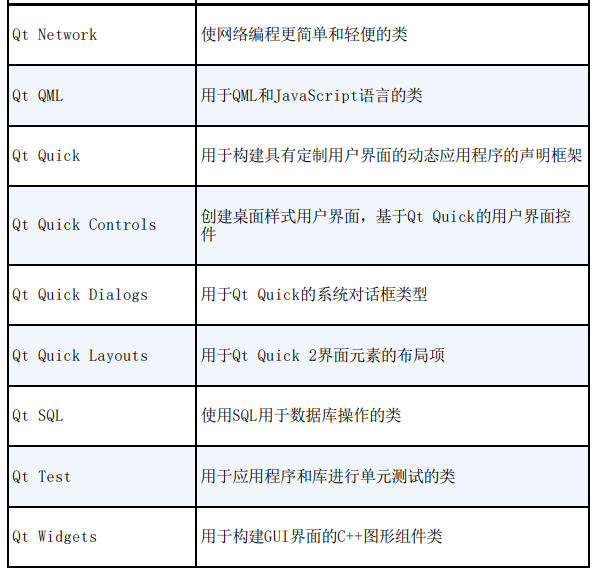 Qt Network 使网络编程更简单和轻便的类
Qt QML 用于QML和JavaScript语言的类
Qt Quick 用于构建具有定制用户界面的动态应用程序的声明框架
Qt Quick Controls 创建桌面样式用户界面，基于Qt Quick的用户界面控
件
Qt Quick Dialogs 用于Qt Quick的系统对话框类型
Qt Quick Layouts 用于Qt Quick 2界面元素的布局项
Qt SQL 使用SQL用于数据库操作的类
Qt Test 用于应用程序和库进行单元测试的类
Qt Widgets 用于构建GUI界面的C++图形组件类